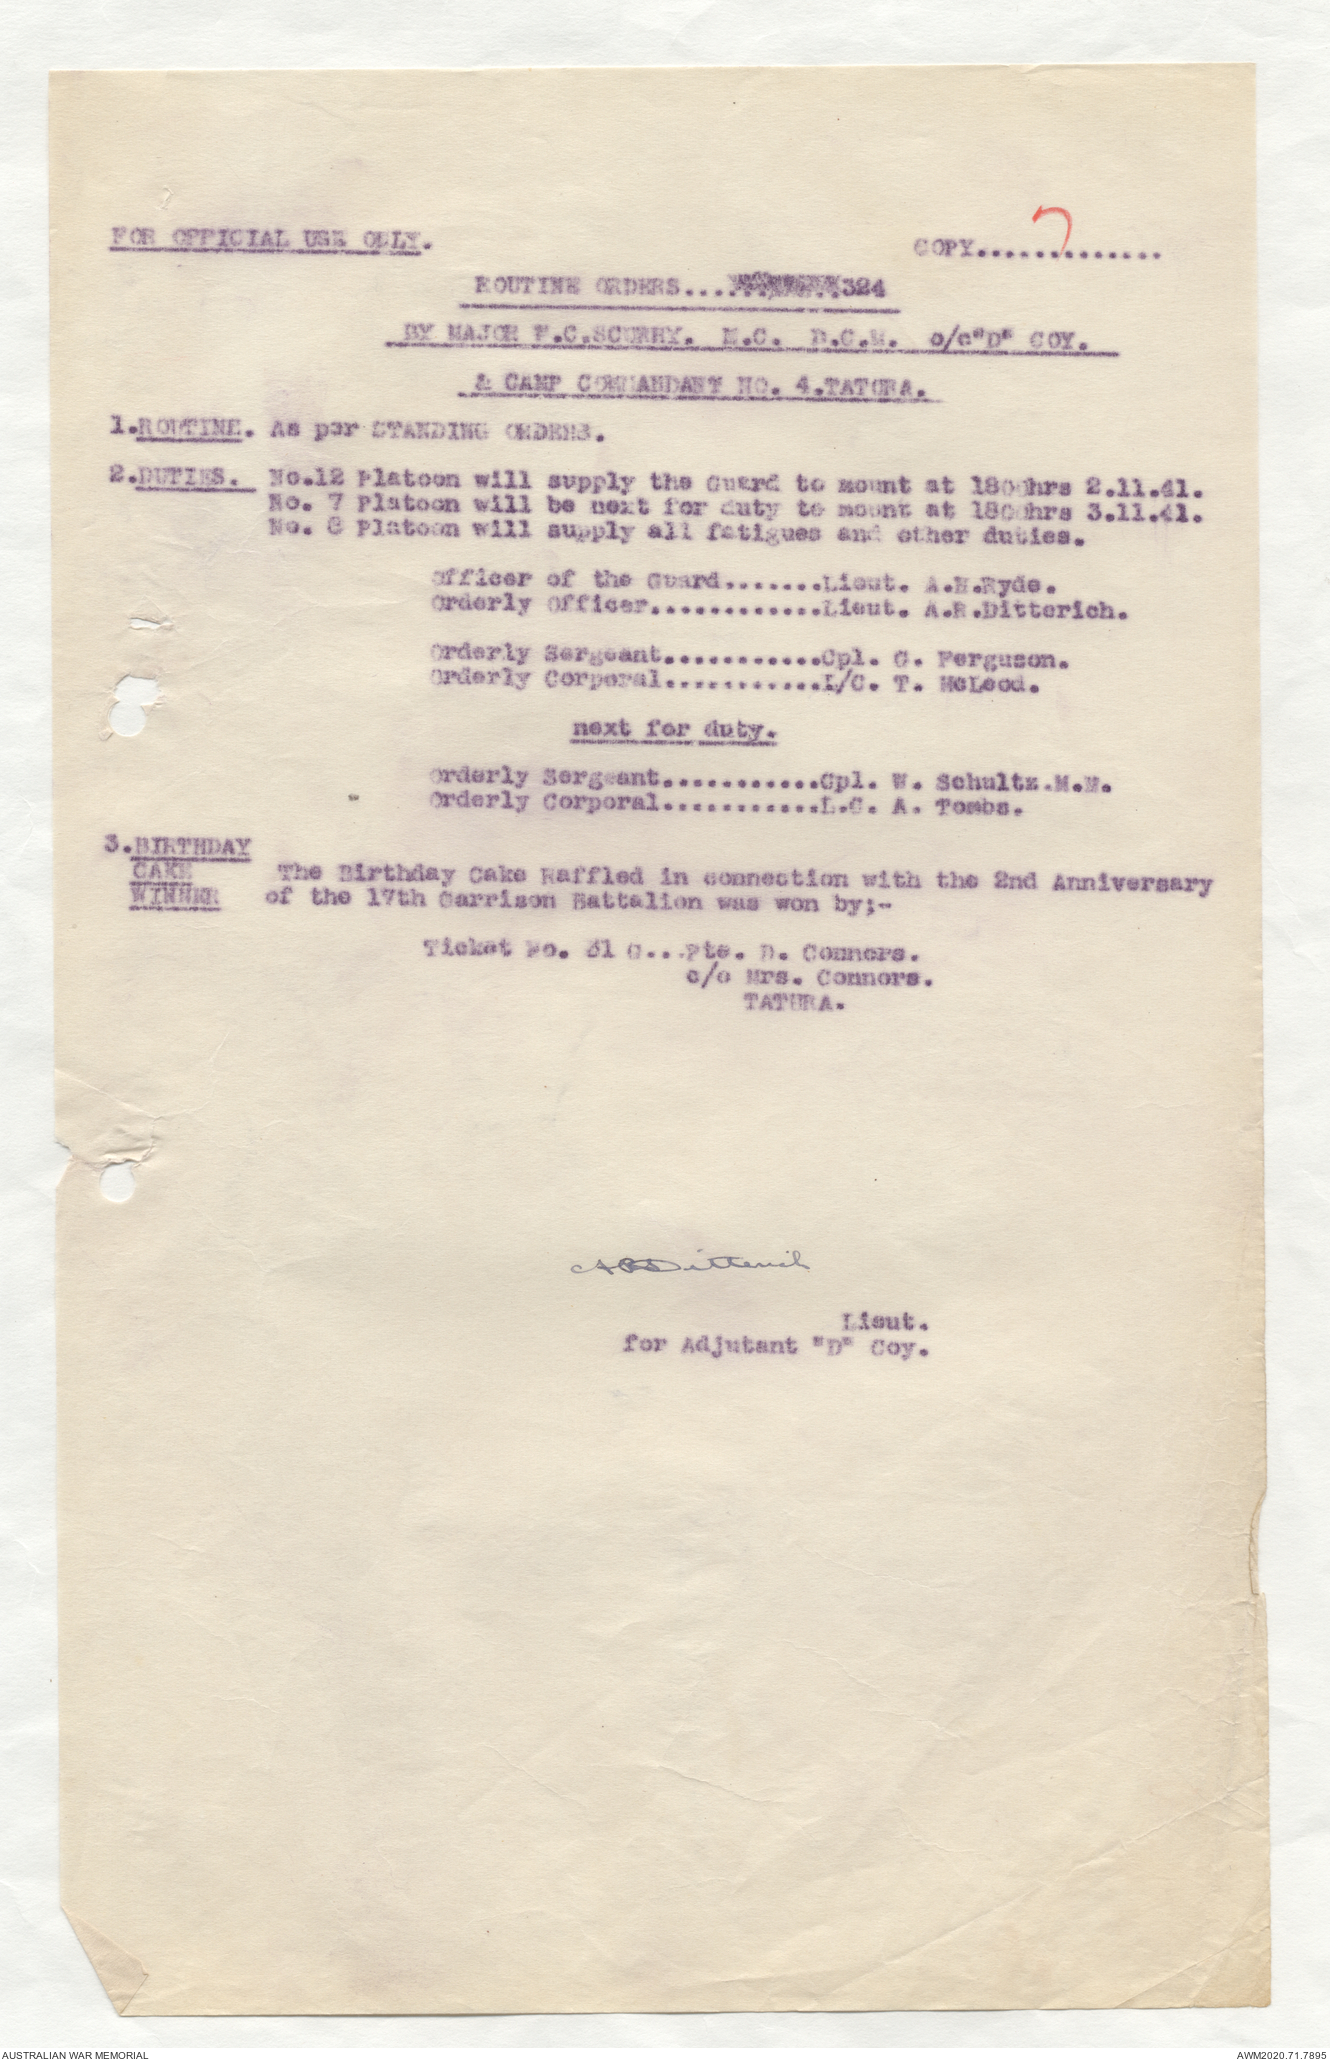 FOR OFFICIAL USE ONLY.
COPY....7.........
ROUTINE ORDERS...........324
BY MAJOR W.C.SCURRY. M.C. D.C.M. o/c"D" COY.
& CAMP COMMANDANT NO. 4.TATURA.
1.ROUTINE. As per STANDING ORDERS.
2.DUTIES. No.12 Platoon will supply the Guard to mount at 1800hrs 2.11.41.
No. 7 Platoon will be next for duty to mount at 1800hrs 3.11.41.
No. 8 Platoon will supply all fatigues and other duties.
Officer of the Guard.......Lieut. A.H.Ryde.
Orderly Officer............Lieut. A.R.Ditterich.
Orderly Sergeant...........Cpl. G. Ferguson.
Orderly Corporal...........L/C. T. McLeod.
next for duty.
Orderly Sergeant...........Cpl. W. Schultz.M.M.
Orderly Corporal...........L.C. A. Tombs.
3.BIRTHDAY
CAKE The Birthday Cake Raffled in connection with the 2nd Anniversary
WINNER of the 17th Garrison Battalion was won by;-
Ticket No. 31 G...Pte. D. Connors.
c/o Mrs. Connors.
TATURA.
A R Ditterich
Lieut.
for Adjutant "D" Coy.
AUSTRALIAN WAR MEMORIAL
AWM2020.71.7895